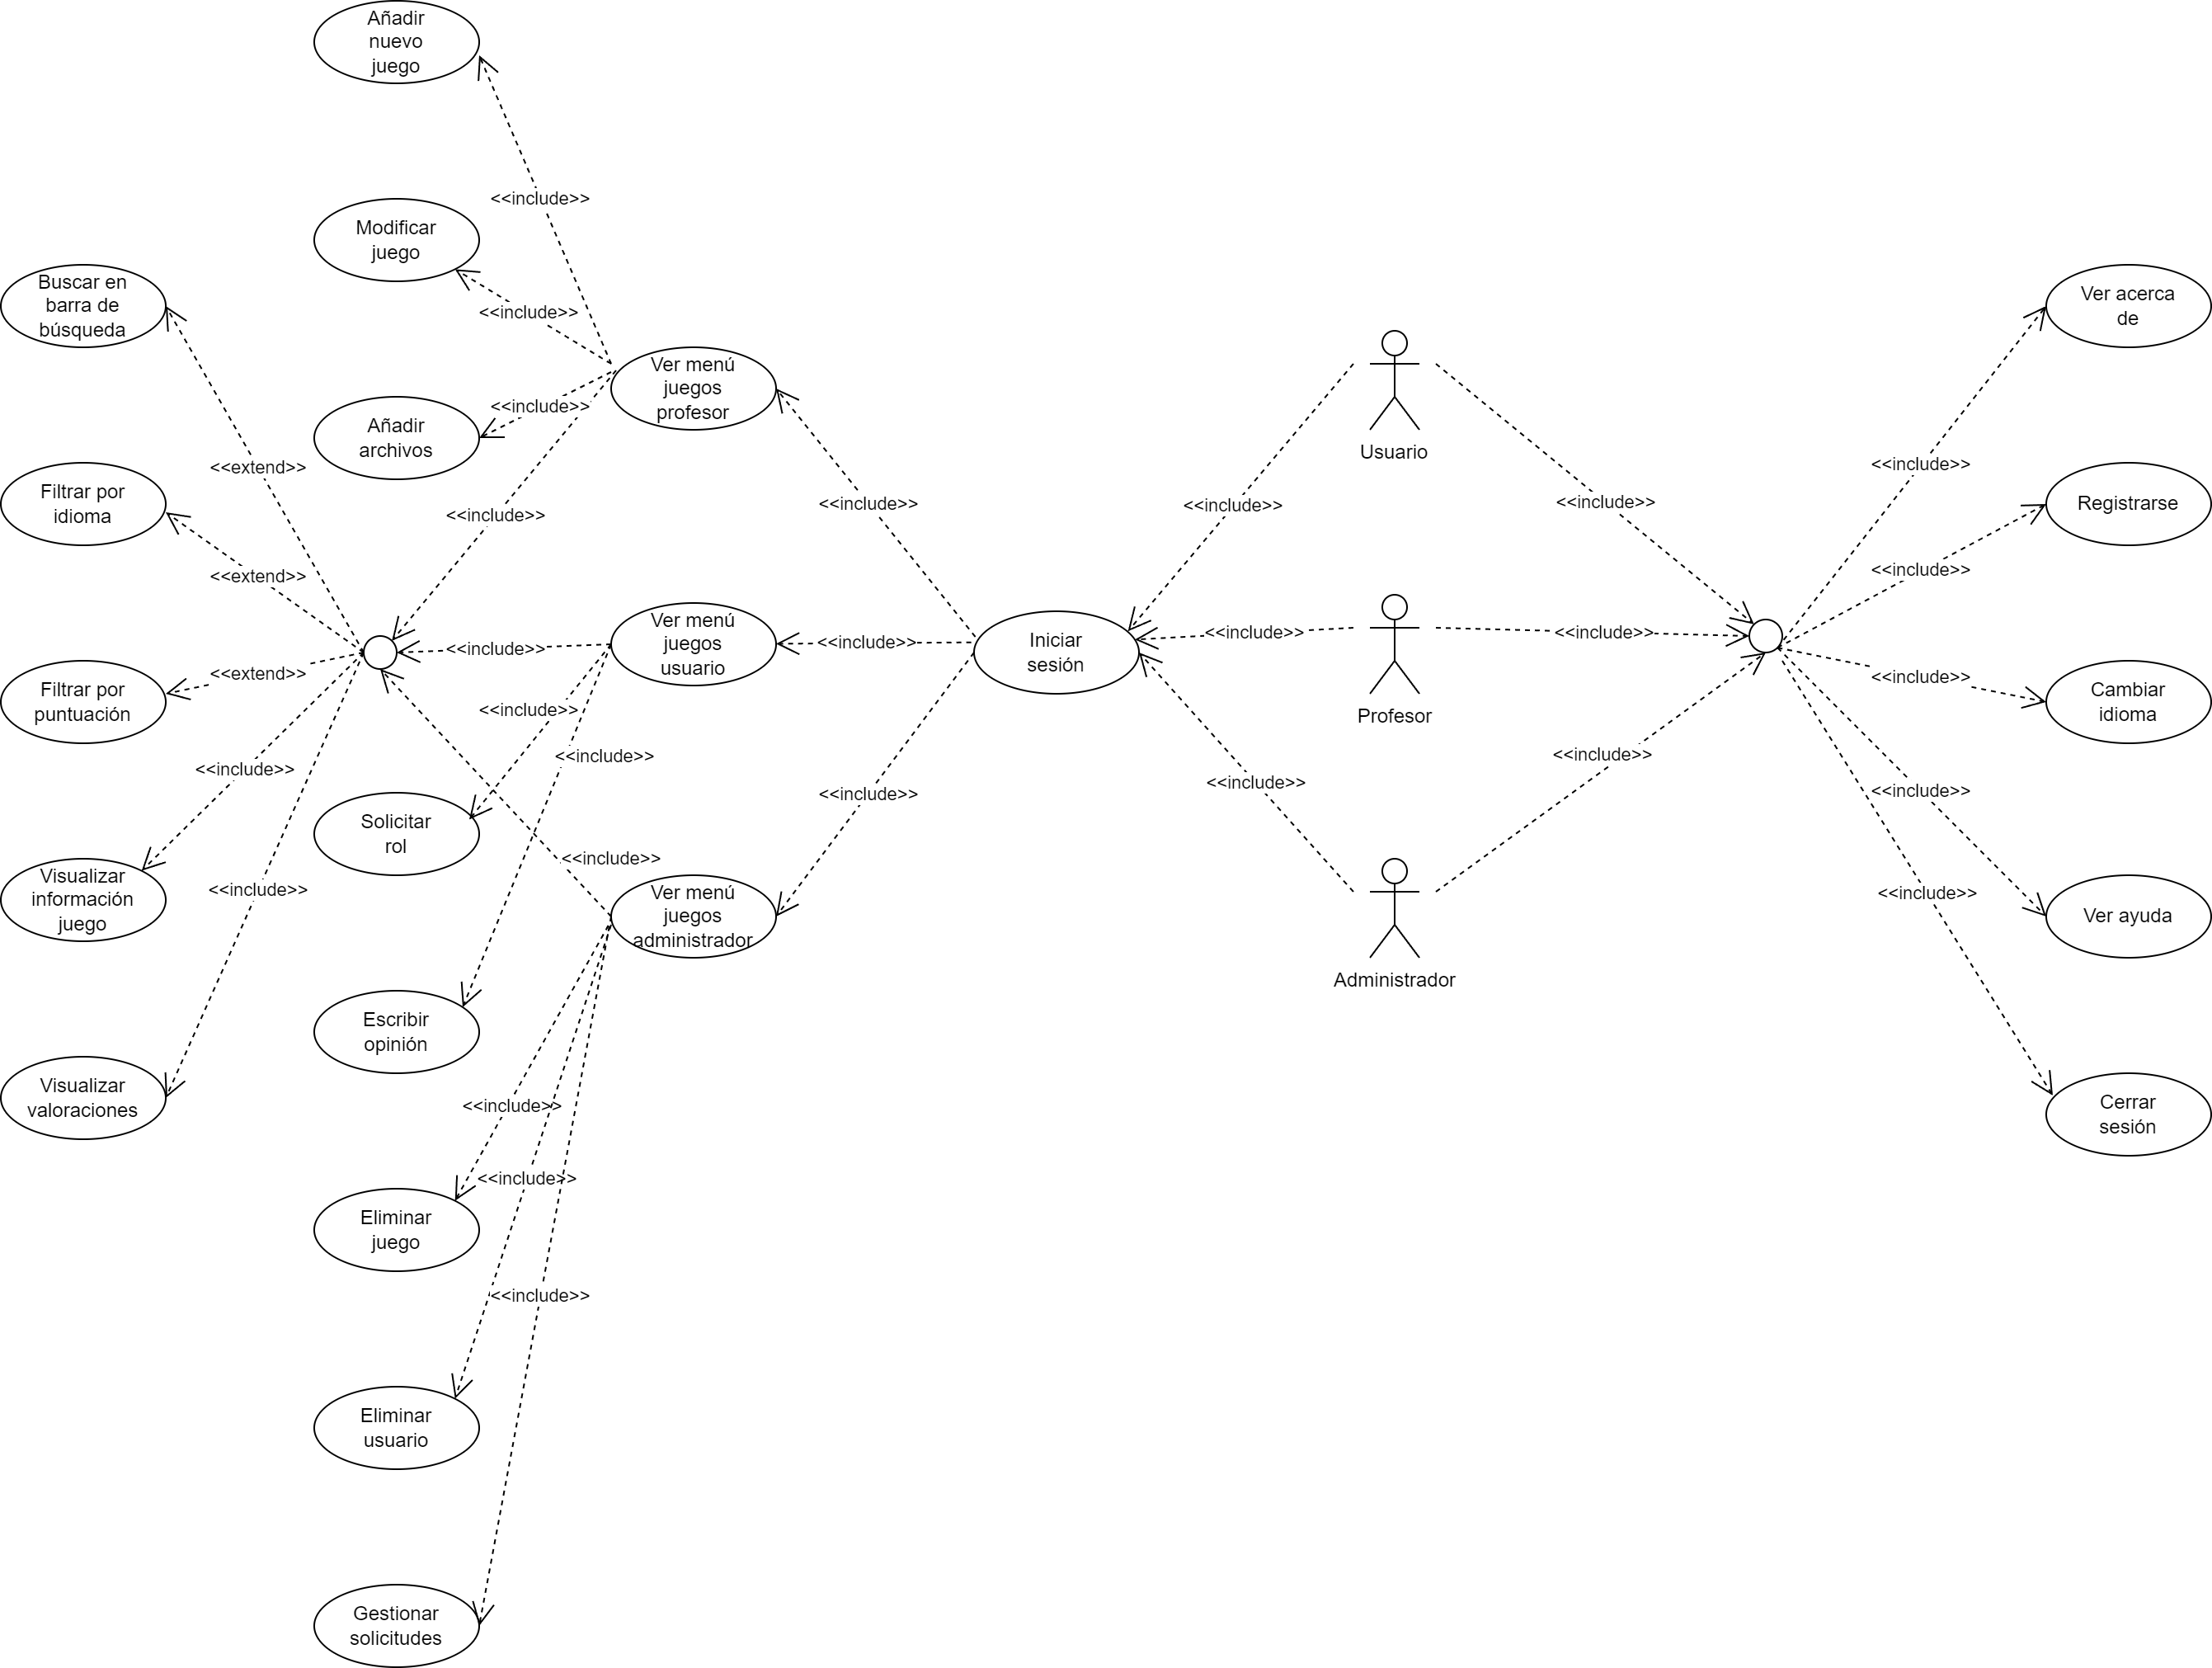 Añadir
nuevo
juego
<<include>>
Modificar
juego
<<include>>
Buscar en
barra de
búsqueda
Añadir
archivos
<<include>>
Ver menú
juegos
profesor
<<extend>>
<<include>>
Filtrar por
idioma
<<extend>>
Filtrar por
puntuación
<<extend>>
<<include>>
Ver menú
juegos
usuario
<<include>>
<<include>>
<<include>>
<<include>>
Iniciar
sesión
<<include>>
<<include>>
<<include>>
Usuario
Profesor
Administrador
<<include>>
<<include>>
<<include>>
<<include>>
Ver acerca
de
<<include>>
Registrarse
<<include>>
Cambiar
idioma
<<include>>
Ver ayuda
<<include>>
Cerrar
sesión
<<include>>
Visualizar
información
juego
<<include>>
Visualizar
valoraciones
Solicitar
rol
<<include>>
<<include>>
Ver menú
juegos
administrador
Escribir
opinión
<<include>>
Eliminar
juego
<<include>>
Eliminar
usuario
<<include>>
Gestionar
solicitudes